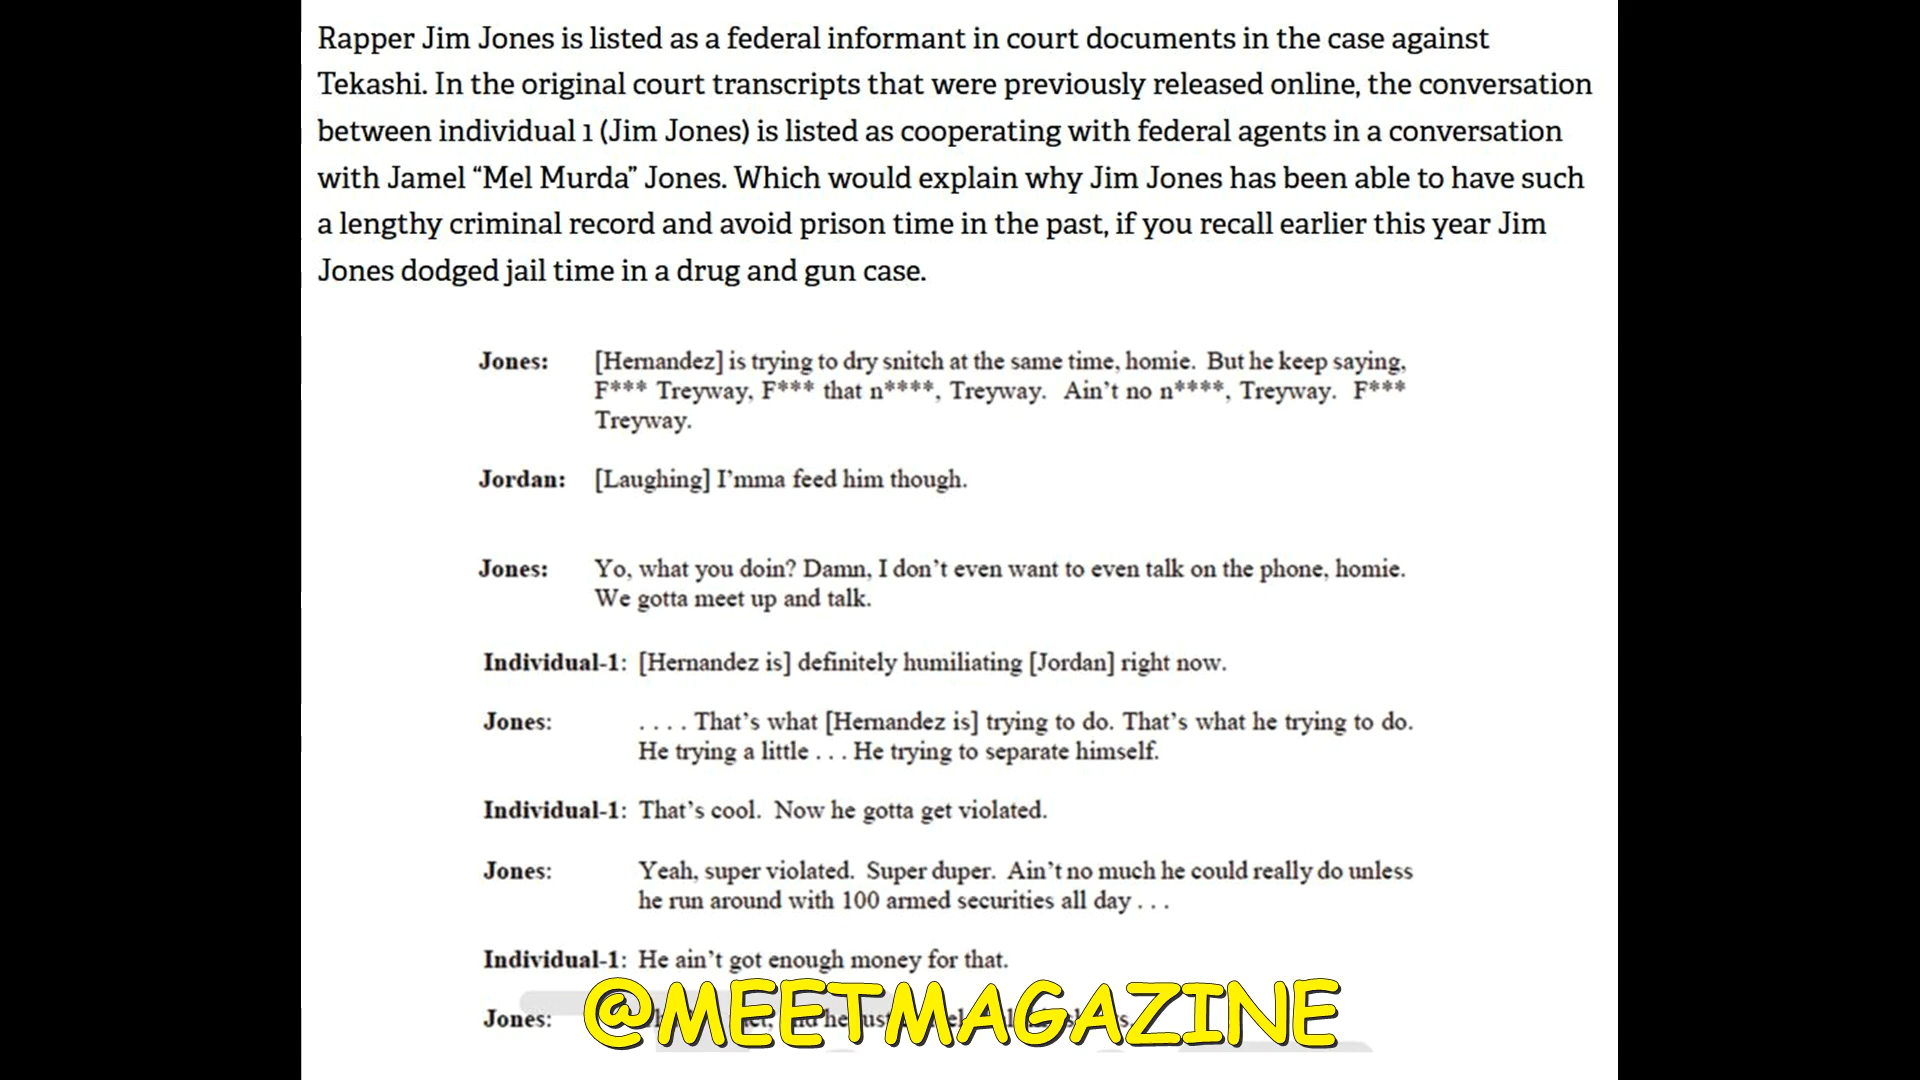 Rapper Jim Jones is listed as a federal informant in court documents in the case against
Tekashi. In the original court transcripts that were previously released online, the conversation
between individual 1 (Jim Jones) is listed as cooperating with federal agents in a conversation
with Jamel “Mel Murda” Jones. Which would explain why Jim Jones has been able to have such
a lengthy criminal record and avoid prison time in the past, if you recall earlier this year Jim
Jones dodged jail time in a drug and gun case.
Jones: [Hernandez] is trying to dry snitch at the same time, homie. But he keep saying,
F*** Treyway, F*** that n****, Treyway. Ain’t no n****, Treyway. F***
Treyway.
Jordan: [Laughing] I’mma feed him though.
Jones: Yo, what you doin? Damn, I don’t even want to even talk on the phone, homie.
We gotta meet up and talk.
Individual-1: [Hernandez is] definitely humiliating [Jordan] right now.
Jones: . . . . That’s what [Hernandez is] trying to do. That’s what he trying to do.
He trying a little . . . He trying to separate himself.
Individual-1: That’s cool. Now he gotta get violated.
Jones: Yeah, super violated. Super duper. Ain’t no much he could really do unless
he run around with 100 armed securities all day . . .
Individual-1: He ain’t got enough money for that.
Jones:
@MEETMAGAZINE